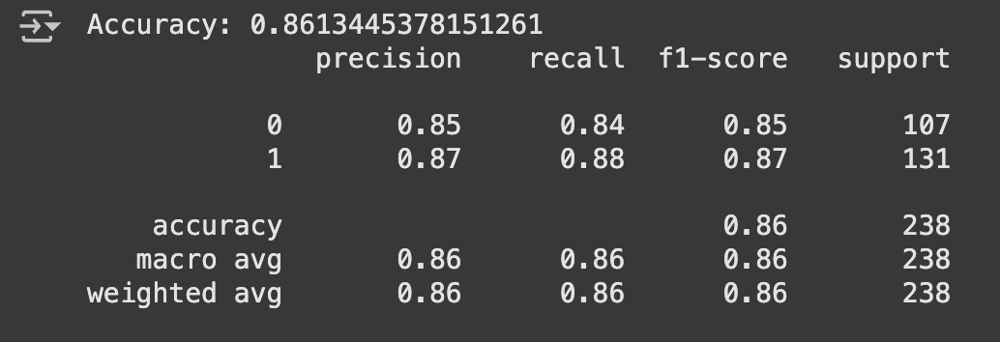 Accuracy: 0.8613445378151261
precision recall f1-score support
0 0.85 0.84 0.85 107
1 0.87 0.88 0.87 131
accuracy 0.86 238
macro avg 0.86 0.86 0.86 238
weighted avg 0.86 0.86 0.86 238